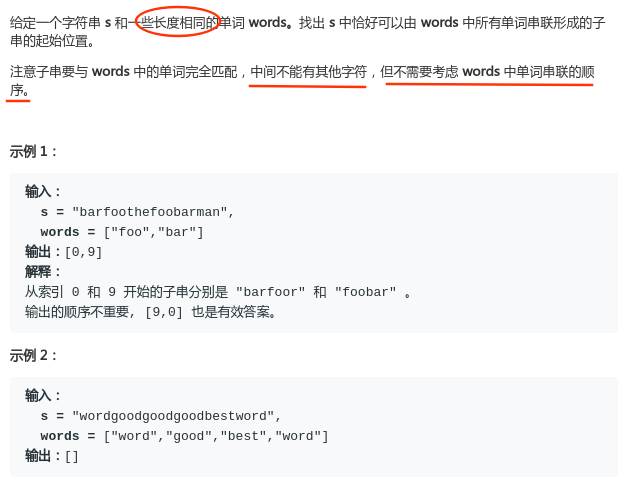 给定一个字符串 s 和一些长度相同的单词 words。找出 s 中恰好可以由 words 中所有单词串联形成的子
串的起始位置。
注意子串要与 words 中的单词完全匹配，中间不能有其他字符，但不需要考虑 words 中单词串联的顺
序。
示例 1：
输入：
s = "barfoothefoobarman",
words = ["foo","bar"]
输出：[0,9]
解释：
从索引 0 和 9 开始的子串分别是 "barfoor" 和 "foobar" 。
输出的顺序不重要, [9,0] 也是有效答案。
示例 2：
输入：
s = "wordgoodgoodgoodbestword",
words = ["word","good","best","word"]
输出：[]